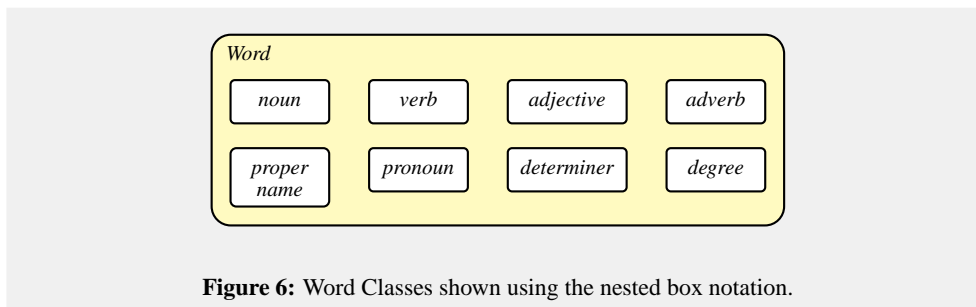 Word
noun verb adjective adverb
proper name pronoun determiner degree
Figure 6: Word Classes shown using the nested box notation.